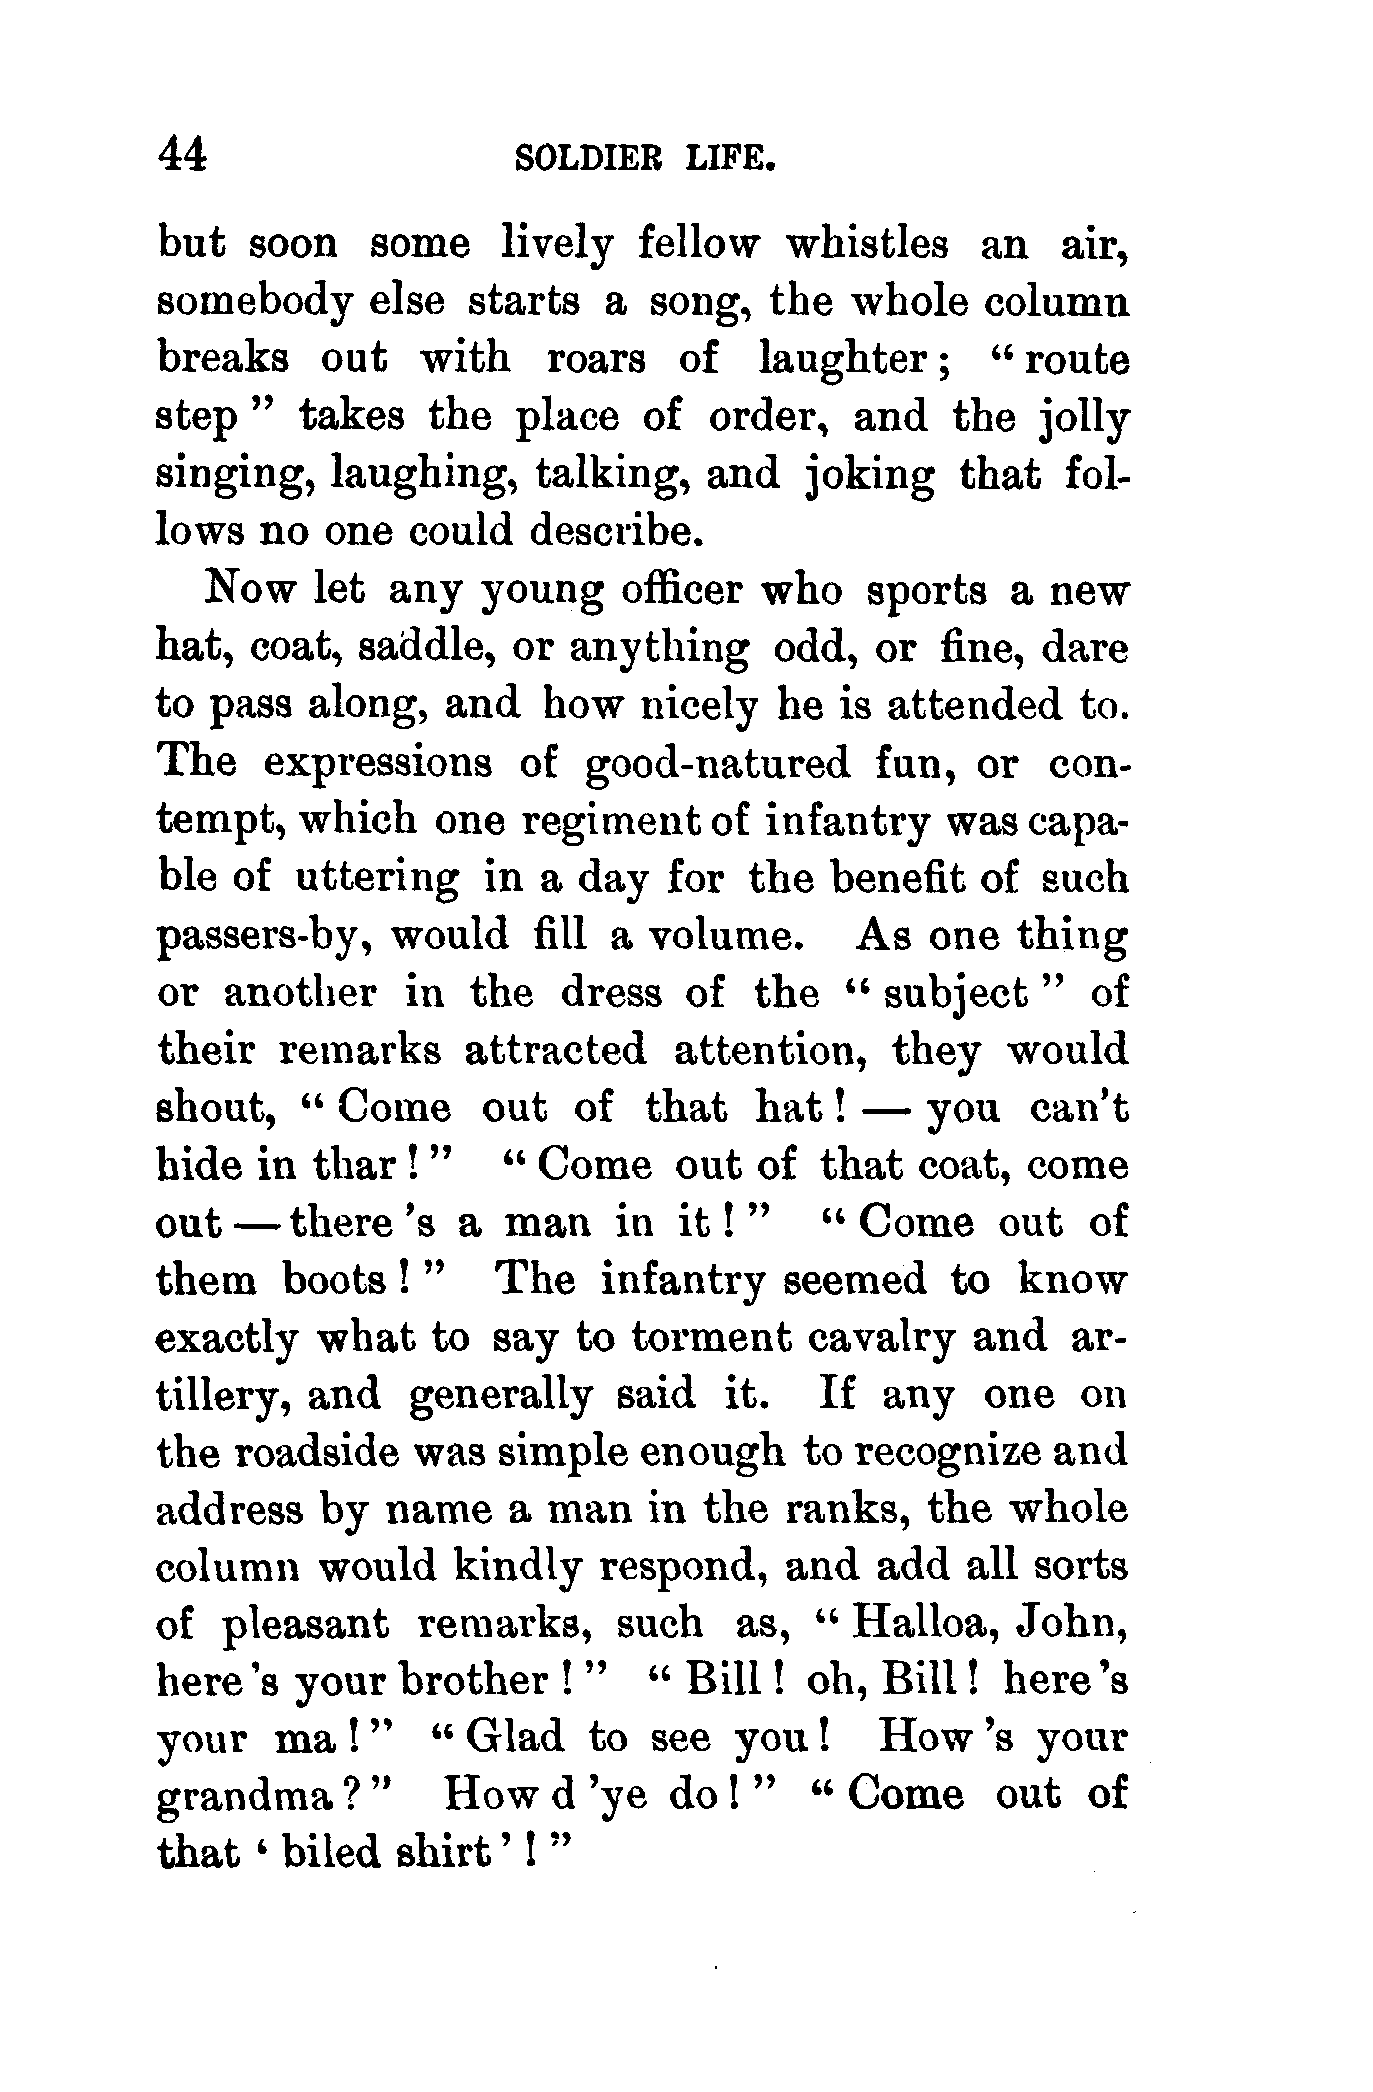 44 SOLDIER LIFE.
but soon some lively fellow whistles an air,
somebody else starts a song, the whole column
breaks out with roars of laughter; "route
step" takes the place of order, and the jolly
singing, laughing, talking, and joking that fol-
lows no one could describe.
Now let any young officer who sports a new
hat, coat, saddle, or anything odd, or fine, dare
to pass along, and how nicely he is attended to.
The expressions of good-natured fun, or con-
tempt, which one regiment of infantry was capa-
ble of uttering in a day for the benefit of such
passers-by, would fill a volume. As one thing
or another in the dress of the "subject" of
their remarks attracted attention, they would
shout, "Come out of that hat! — you can't
hide in thar!" "Come out of that coat, come
out — there's a man in it!" "Come out of
them boots!" The infantry seemed to know
exactly what to say to torment cavalry and ar-
tillery, and generally said it. If any one on
the roadside was simple enough to recognize and
address by name a man in the ranks, the whole
column would kindly respond, and add all sorts
of pleasant remarks, such as, "Halloa, John,
here's your brother!" "Bill! oh, Bill! here's
your ma!" "Glad to see you! How's your
grandma?" How d'ye do!" "Come out of
that 'biled shirt'!"